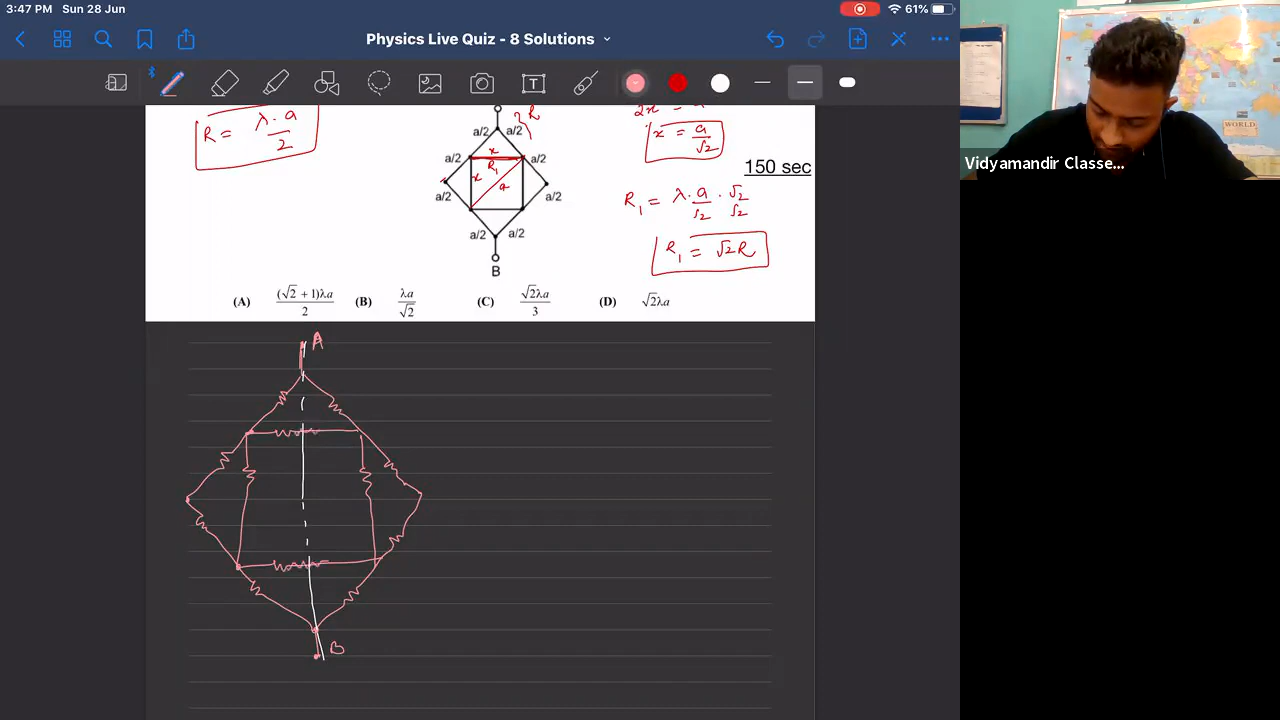 3:47 PM Sun 28 Jun
61%
Physics Live Quiz - 8 Solutions
T
R = λ·a/2
R
2x =
x = a/√2
150 sec
a/2 a/2
a/2 a/2
a/2 a/2
a/2 a/2
x
R₁
x
a
B
R₁ = λ·a/√2·√2/√2
R₁ = √2R
(A) (√2 + 1)λa/2 (B) λa/√2 (C) √2λa/3 (D) √2λa
A
B
Vidyamandir Classe...
WORLD